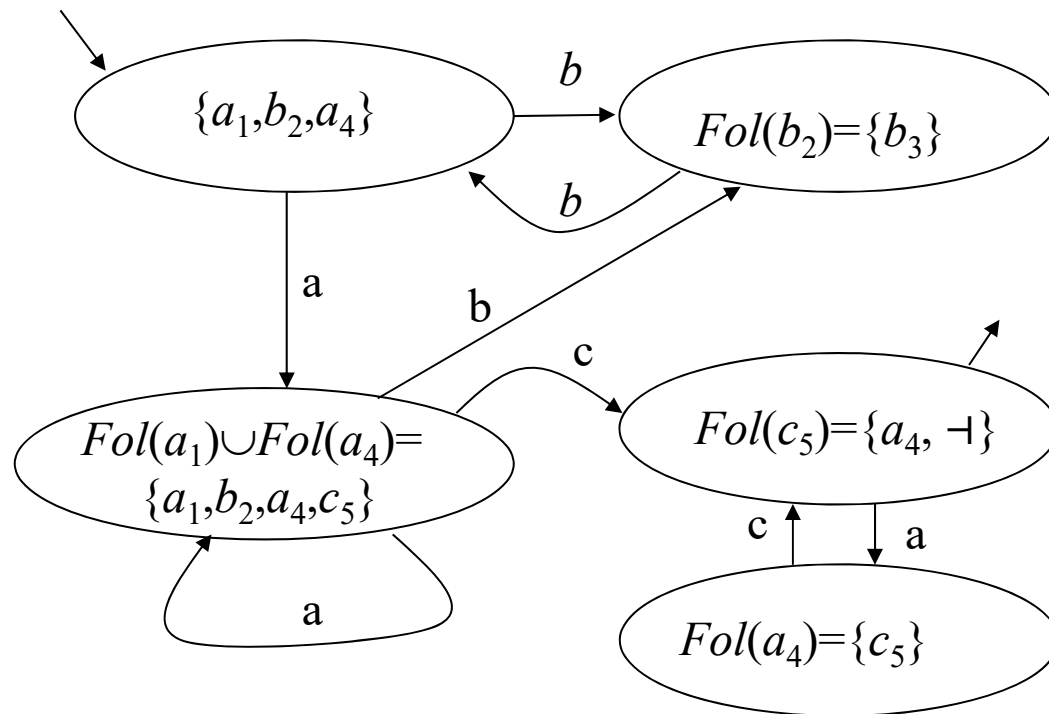 {a₁,b₂,a₄}
b
Fol(b₂)={b₃}
b
a
b
c
Fol(a₁)∪Fol(a₄)=
{a₁,b₂,a₄,c₅}
Fol(c₅)={a₄, ⊣}
c
a
a
Fol(a₄)={c₅}